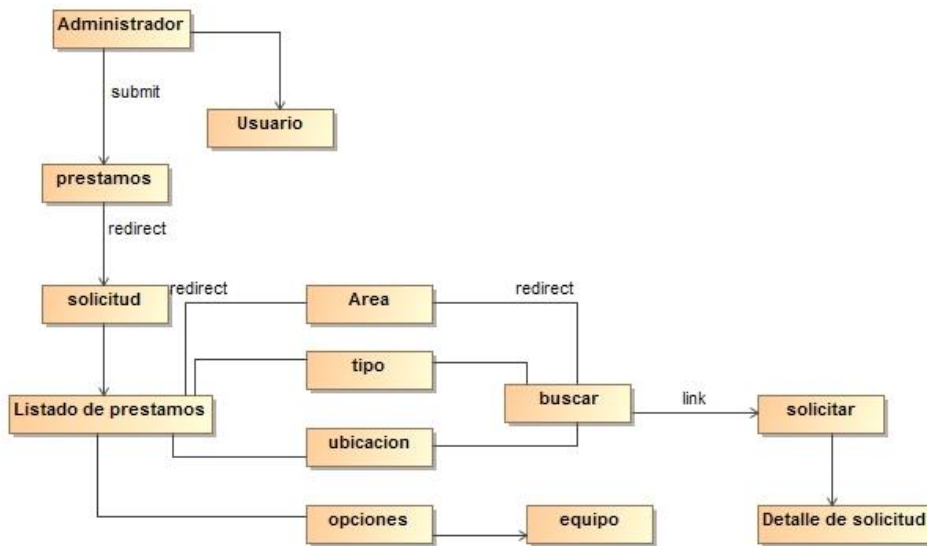 Administrador
submit
Usuario
prestamos
redirect
solicitud
redirect
Area
redirect
tipo
Listado de prestamos
buscar
link
solicitar
ubicacion
opciones
equipo
Detalle de solicitud